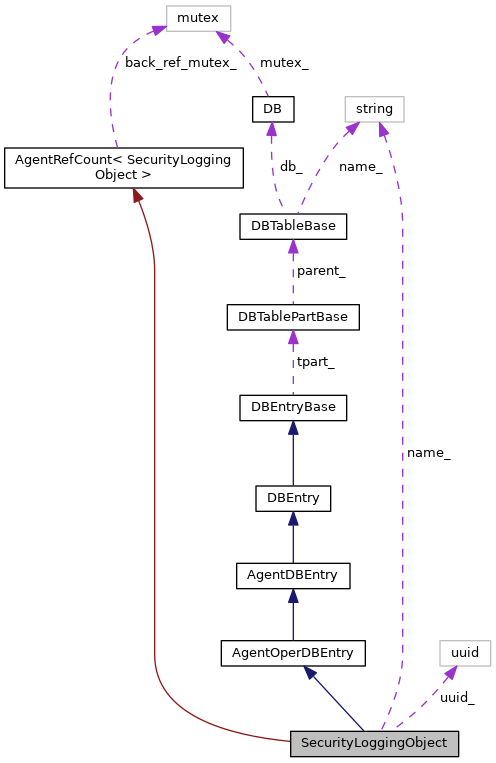 mutex
back_ref_mutex_
mutex_
DB
string
AgentRefCount< SecurityLogging
Object >
db_
name_
DBTableBase
parent_
DBTablePartBase
tpart_
DBEntryBase
name_
DBEntry
AgentDBEntry
AgentOperDBEntry
uuid
uuid_
SecurityLoggingObject